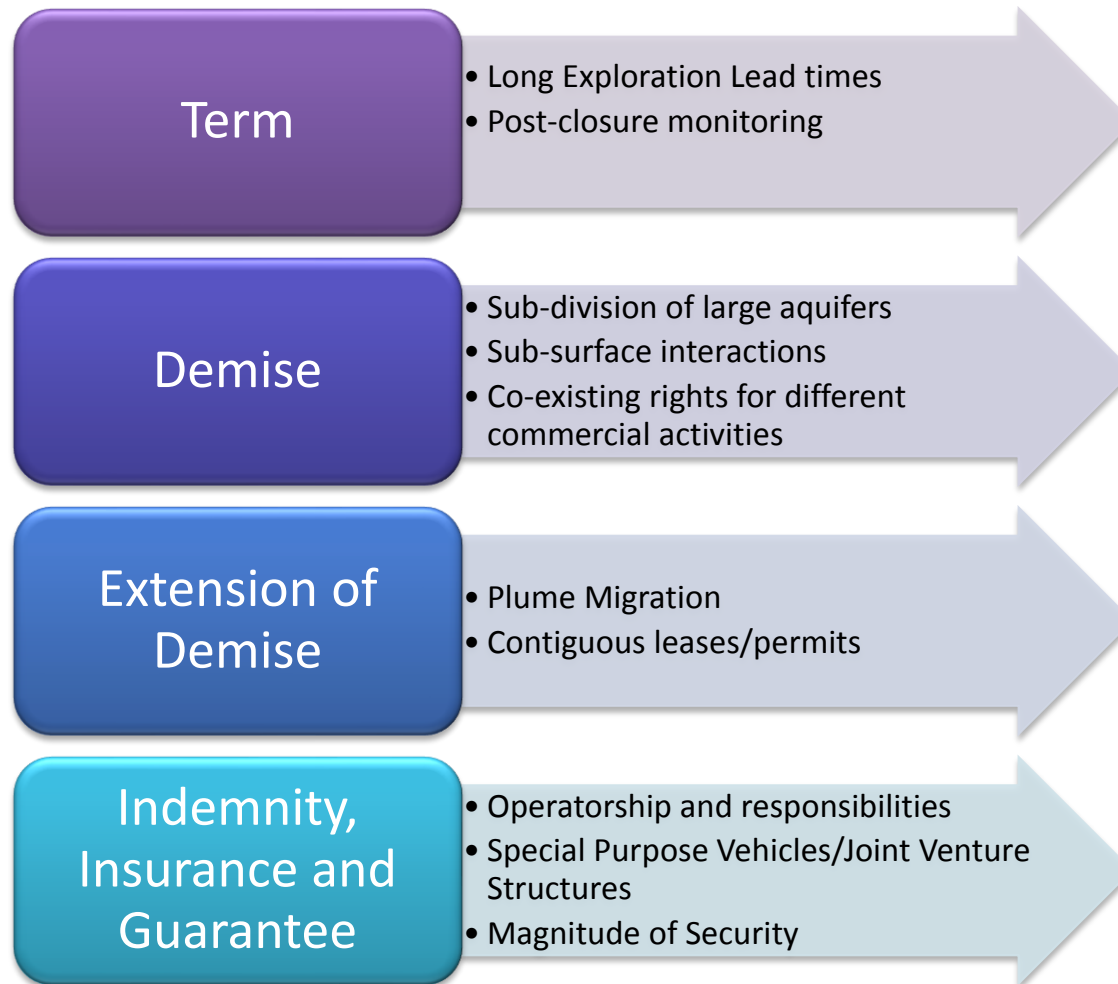 Term
• Long Exploration Lead times
• Post-closure monitoring
Demise
• Sub-division of large aquifers
• Sub-surface interactions
• Co-existing rights for different
commercial activities
Extension of
Demise
• Plume Migration
• Contiguous leases/permits
Indemnity,
Insurance and
Guarantee
• Operatorship and responsibilities
• Special Purpose Vehicles/Joint Venture
Structures
• Magnitude of Security